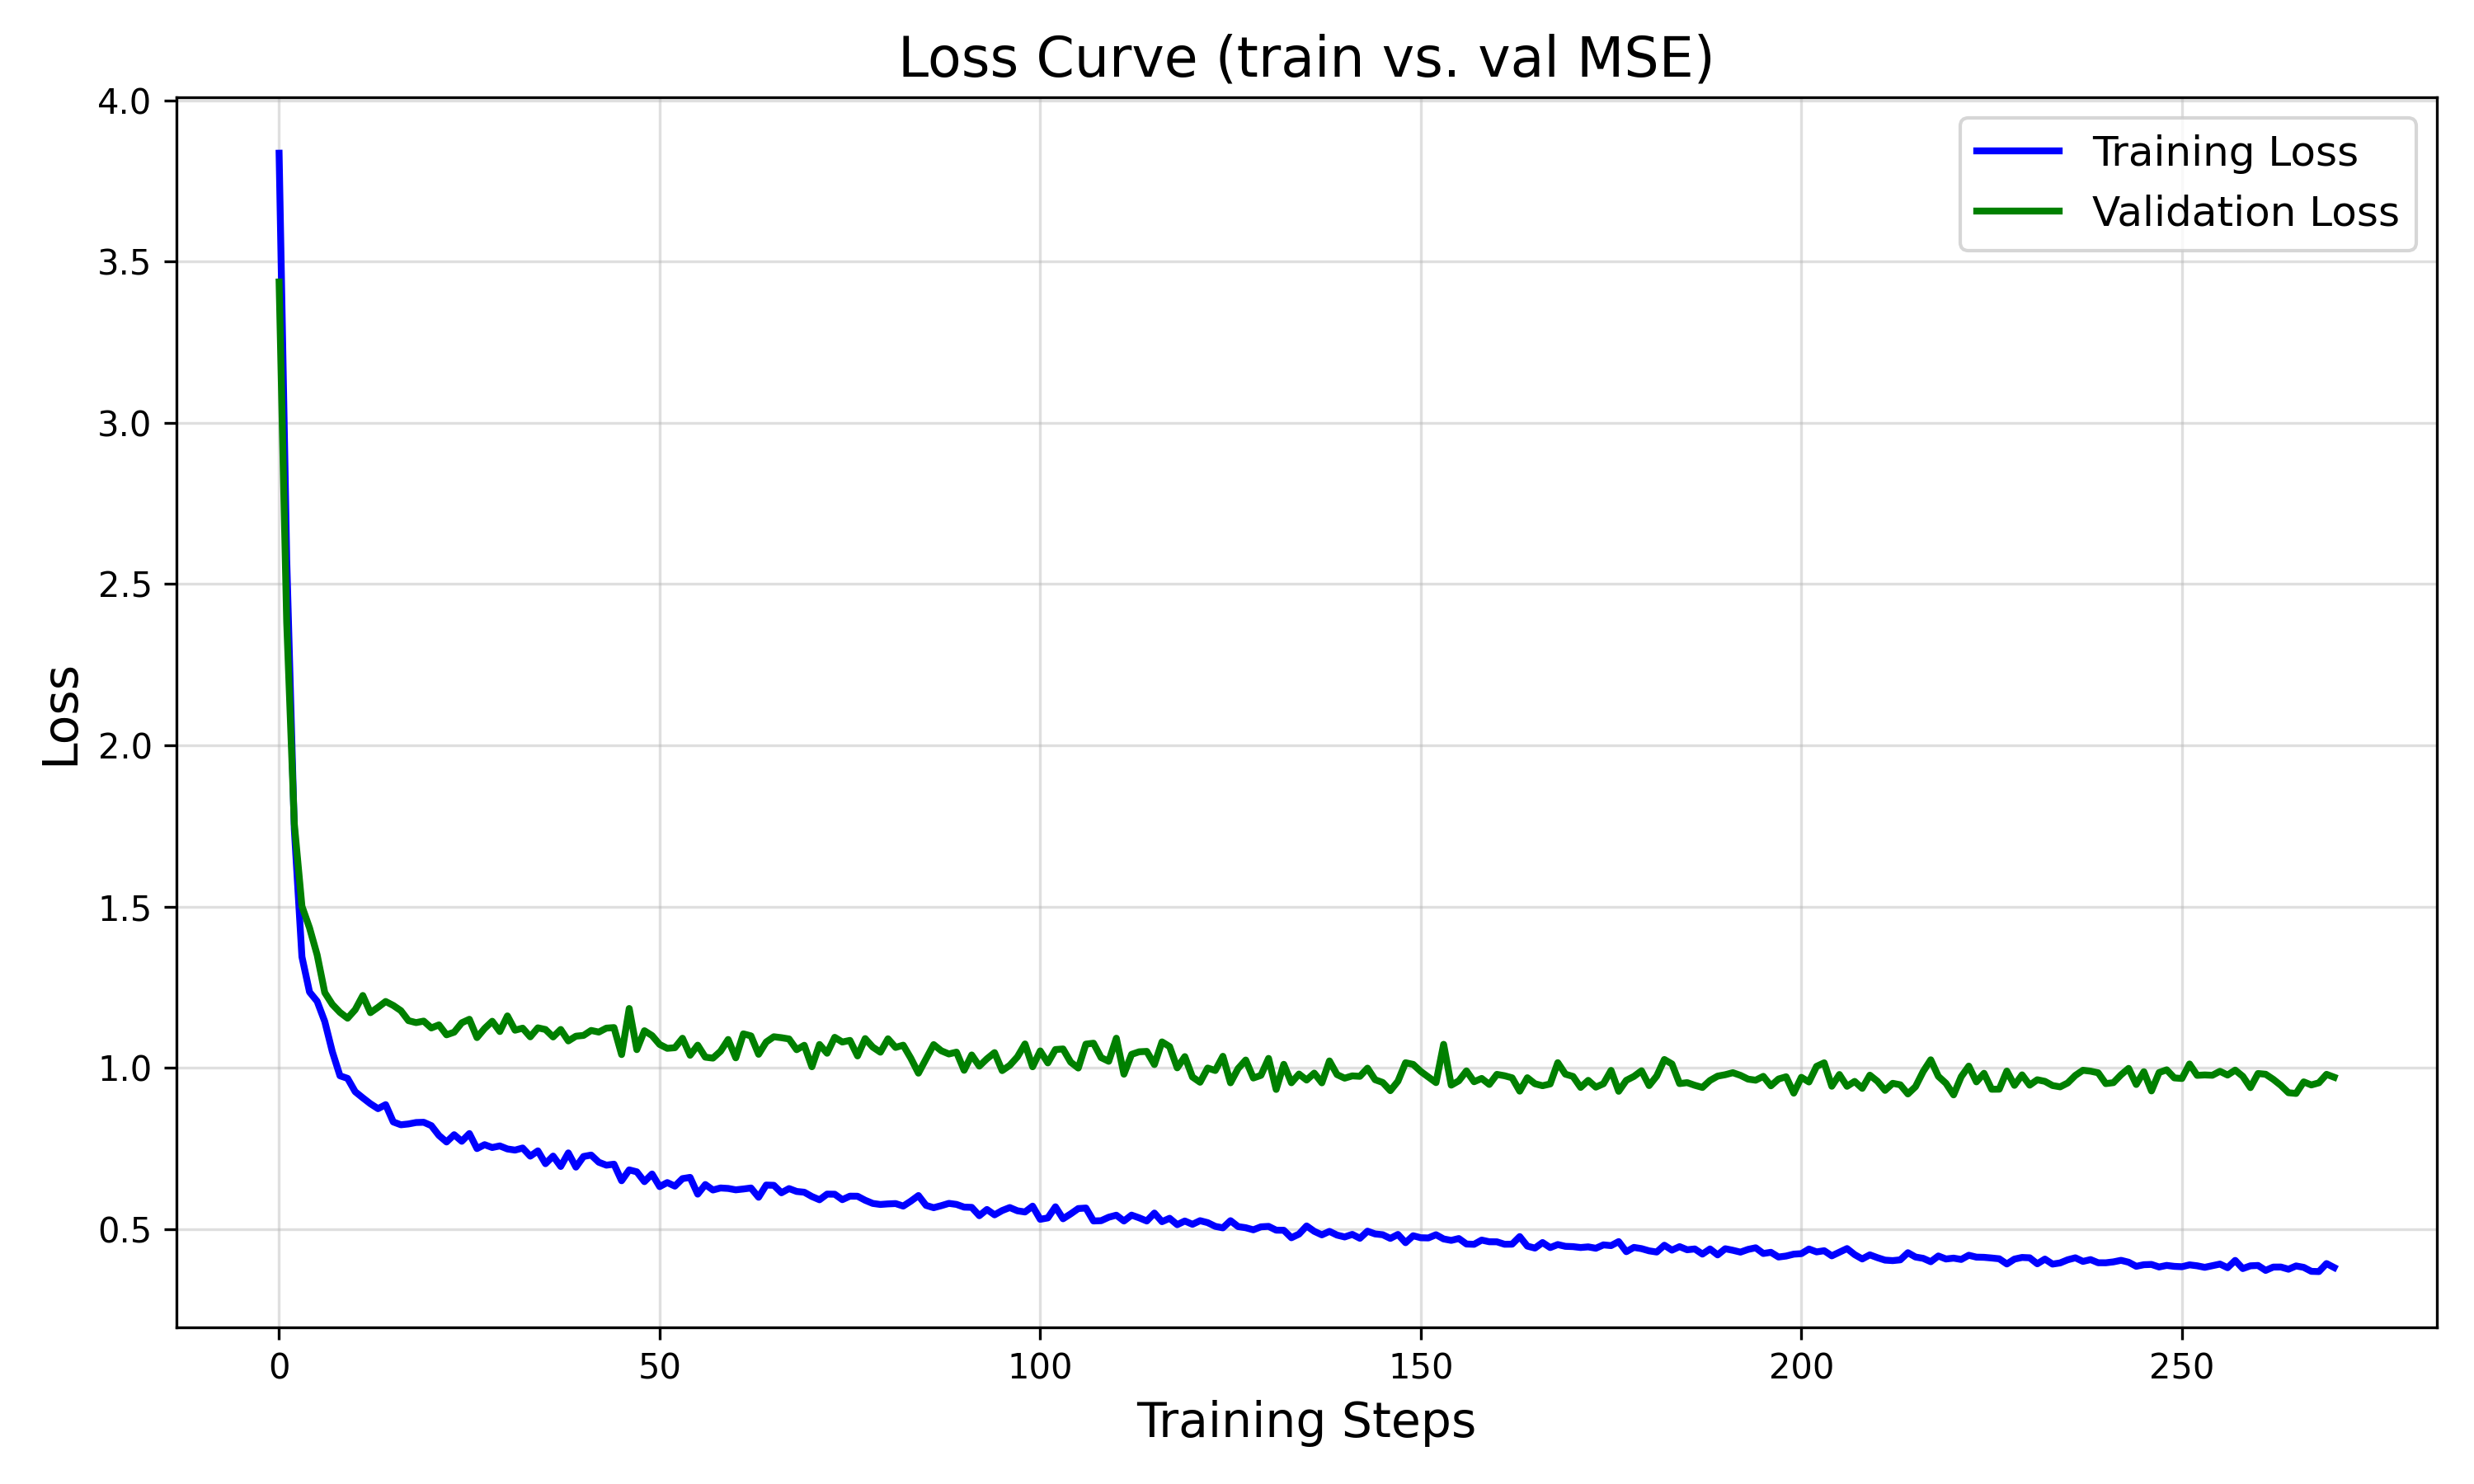 Loss Curve (train vs. val MSE)
4.0
3.5
3.0
2.5
2.0
1.5
1.0
0.5
Loss
Training Loss
Validation Loss
0 50 100 150 200 250
Training Steps